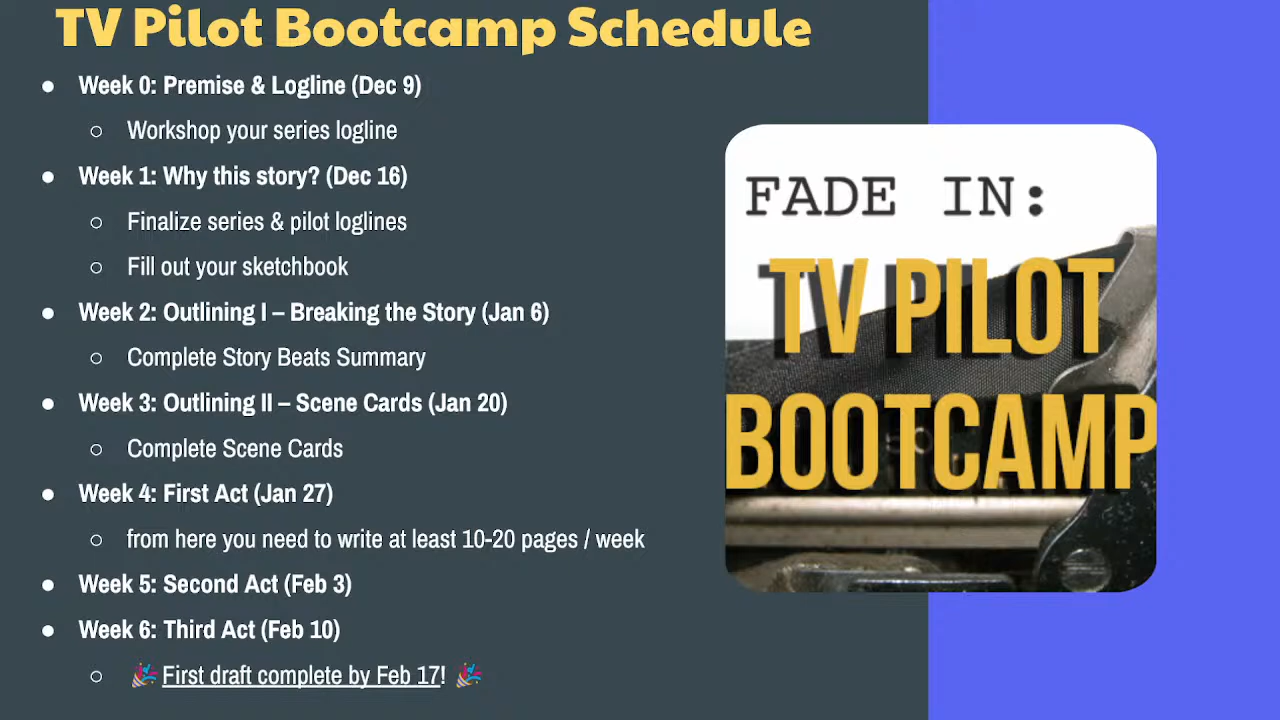 TV Pilot Bootcamp Schedule
● Week 0: Premise & Logline (Dec 9)
○ Workshop your series logline
● Week 1: Why this story? (Dec 16)
○ Finalize series & pilot loglines
○ Fill out your sketchbook
● Week 2: Outlining I – Breaking the Story (Jan 6)
○ Complete Story Beats Summary
● Week 3: Outlining II – Scene Cards (Jan 20)
○ Complete Scene Cards
● Week 4: First Act (Jan 27)
○ from here you need to write at least 10-20 pages / week
● Week 5: Second Act (Feb 3)
● Week 6: Third Act (Feb 10)
○ 🎉 First draft complete by Feb 17! 🎉
FADE IN:
TV PILOT
BOOTCAMP